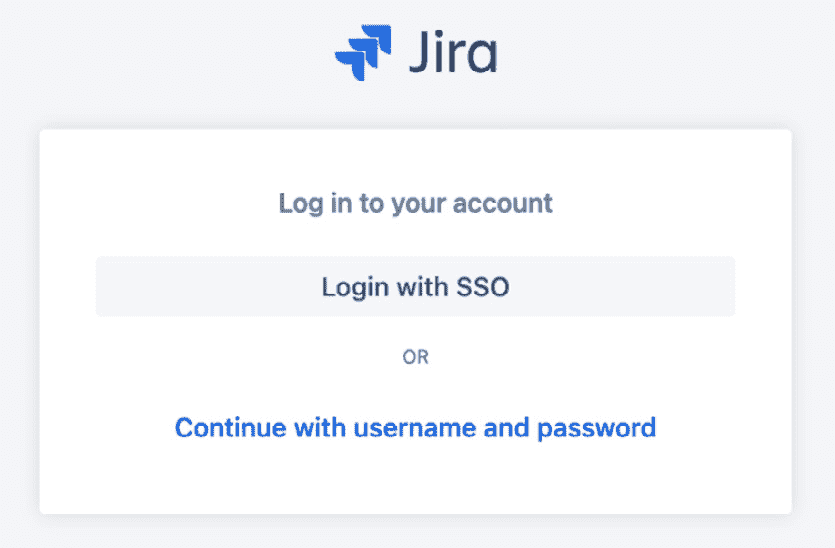 Jira
Log in to your account
Login with SSO
OR
Continue with username and password